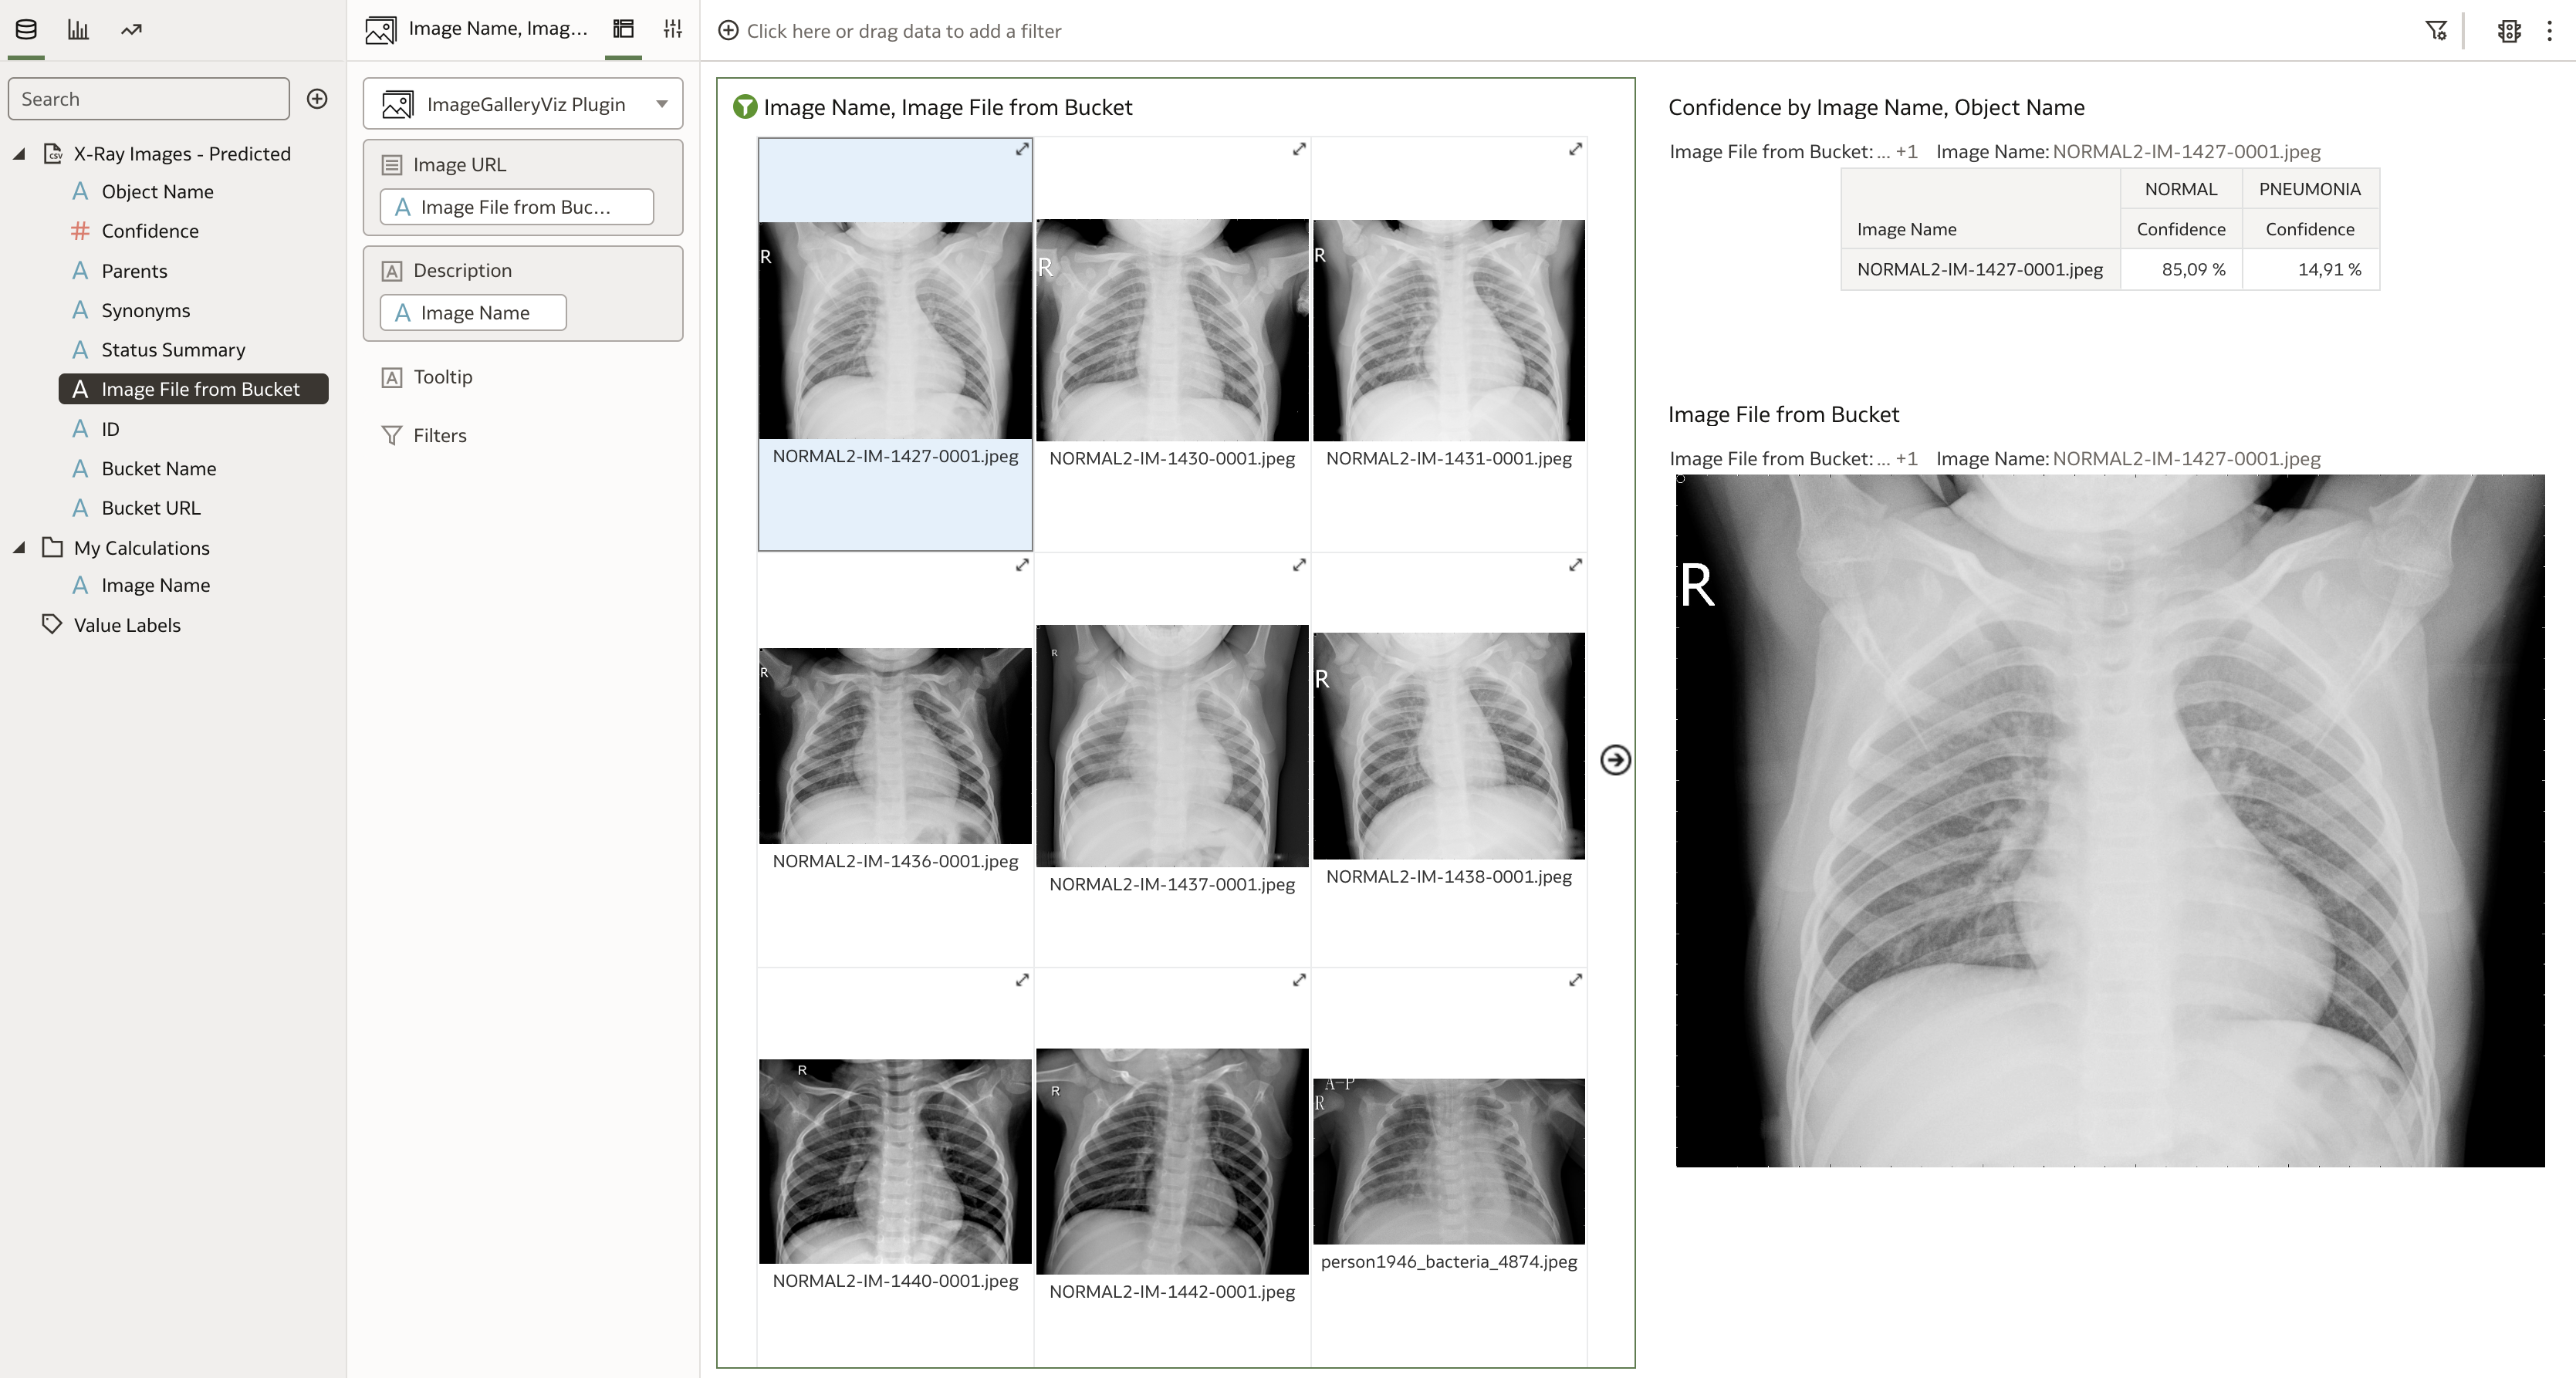 Search
X-Ray Images - Predicted
CSV
A Object Name
# Confidence
A Parents
A Synonyms
A Status Summary
A Image File from Bucket
A ID
A Bucket Name
A Bucket URL
My Calculations
A Image Name
Value Labels
Image Name, Imag...
ImageGalleryViz Plugin
Image URL
A Image File from Buc...
A Description
A Image Name
A Tooltip
Filters
Click here or drag data to add a filter
Image Name, Image File from Bucket
R
NORMAL2-IM-1427-0001.jpeg
R
NORMAL2-IM-1430-0001.jpeg
R
NORMAL2-IM-1431-0001.jpeg
R
NORMAL2-IM-1436-0001.jpeg
R
NORMAL2-IM-1437-0001.jpeg
R
NORMAL2-IM-1438-0001.jpeg
R
NORMAL2-IM-1440-0001.jpeg
R
NORMAL2-IM-1442-0001.jpeg
A-P
R
person1946_bacteria_4874.jpeg
Confidence by Image Name, Object Name
Image File from Bucket: ... +1 Image Name: NORMAL2-IM-1427-0001.jpeg
NORMAL PNEUMONIA
Image Name Confidence Confidence
NORMAL2-IM-1427-0001.jpeg 85,09 % 14,91 %
Image File from Bucket
Image File from Bucket: ... +1 Image Name: NORMAL2-IM-1427-0001.jpeg
R